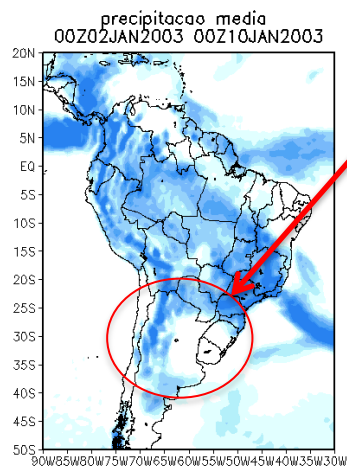 precipitacao media
00Z02JAN2003 00Z10JAN2003
20N
15N
10N
5N
EQ
5S
10S
15S
20S
25S
30S
35S
40S
45S
50S
90W85W80W75W70W65W60W55W50W45W40W35W30W